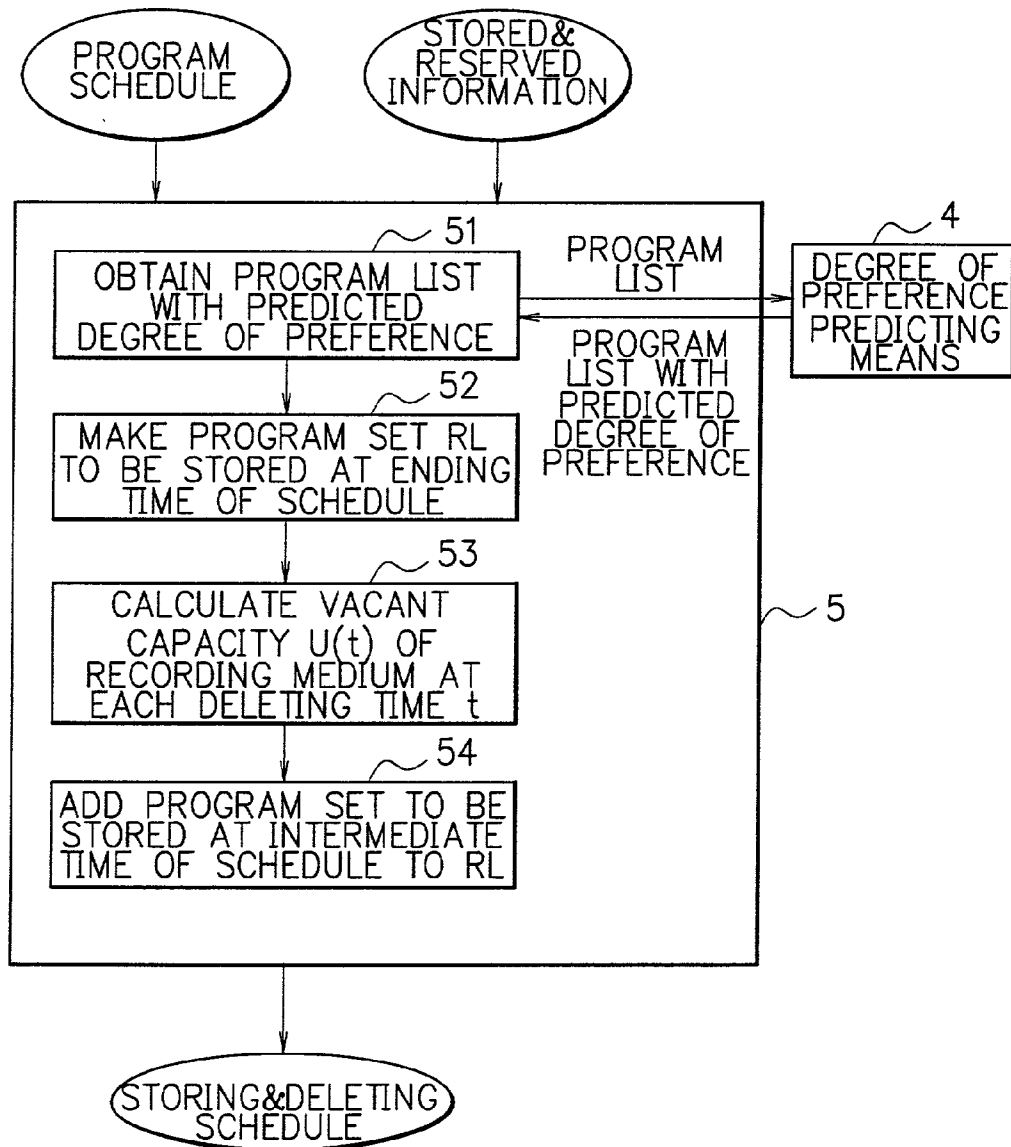 PROGRAM
SCHEDULE
STORED&
RESERVED
INFORMATION
51
OBTAIN PROGRAM LIST
WITH PREDICTED
DEGREE OF PREFERENCE
PROGRAM
LIST
4
DEGREE OF
PREFERENCE
PREDICTING
MEANS
PROGRAM
LIST WITH
PREDICTED
DEGREE OF
PREFERENCE
52
MAKE PROGRAM SET RL
TO BE STORED AT ENDING
TIME OF SCHEDULE
53
CALCULATE VACANT
CAPACITY U(t) OF
RECORDING MEDIUM AT
EACH DELETING TIME t
5
54
ADD PROGRAM SET TO BE
STORED AT INTERMEDIATE
TIME OF SCHEDULE TO RL
STORING&DELETING
SCHEDULE